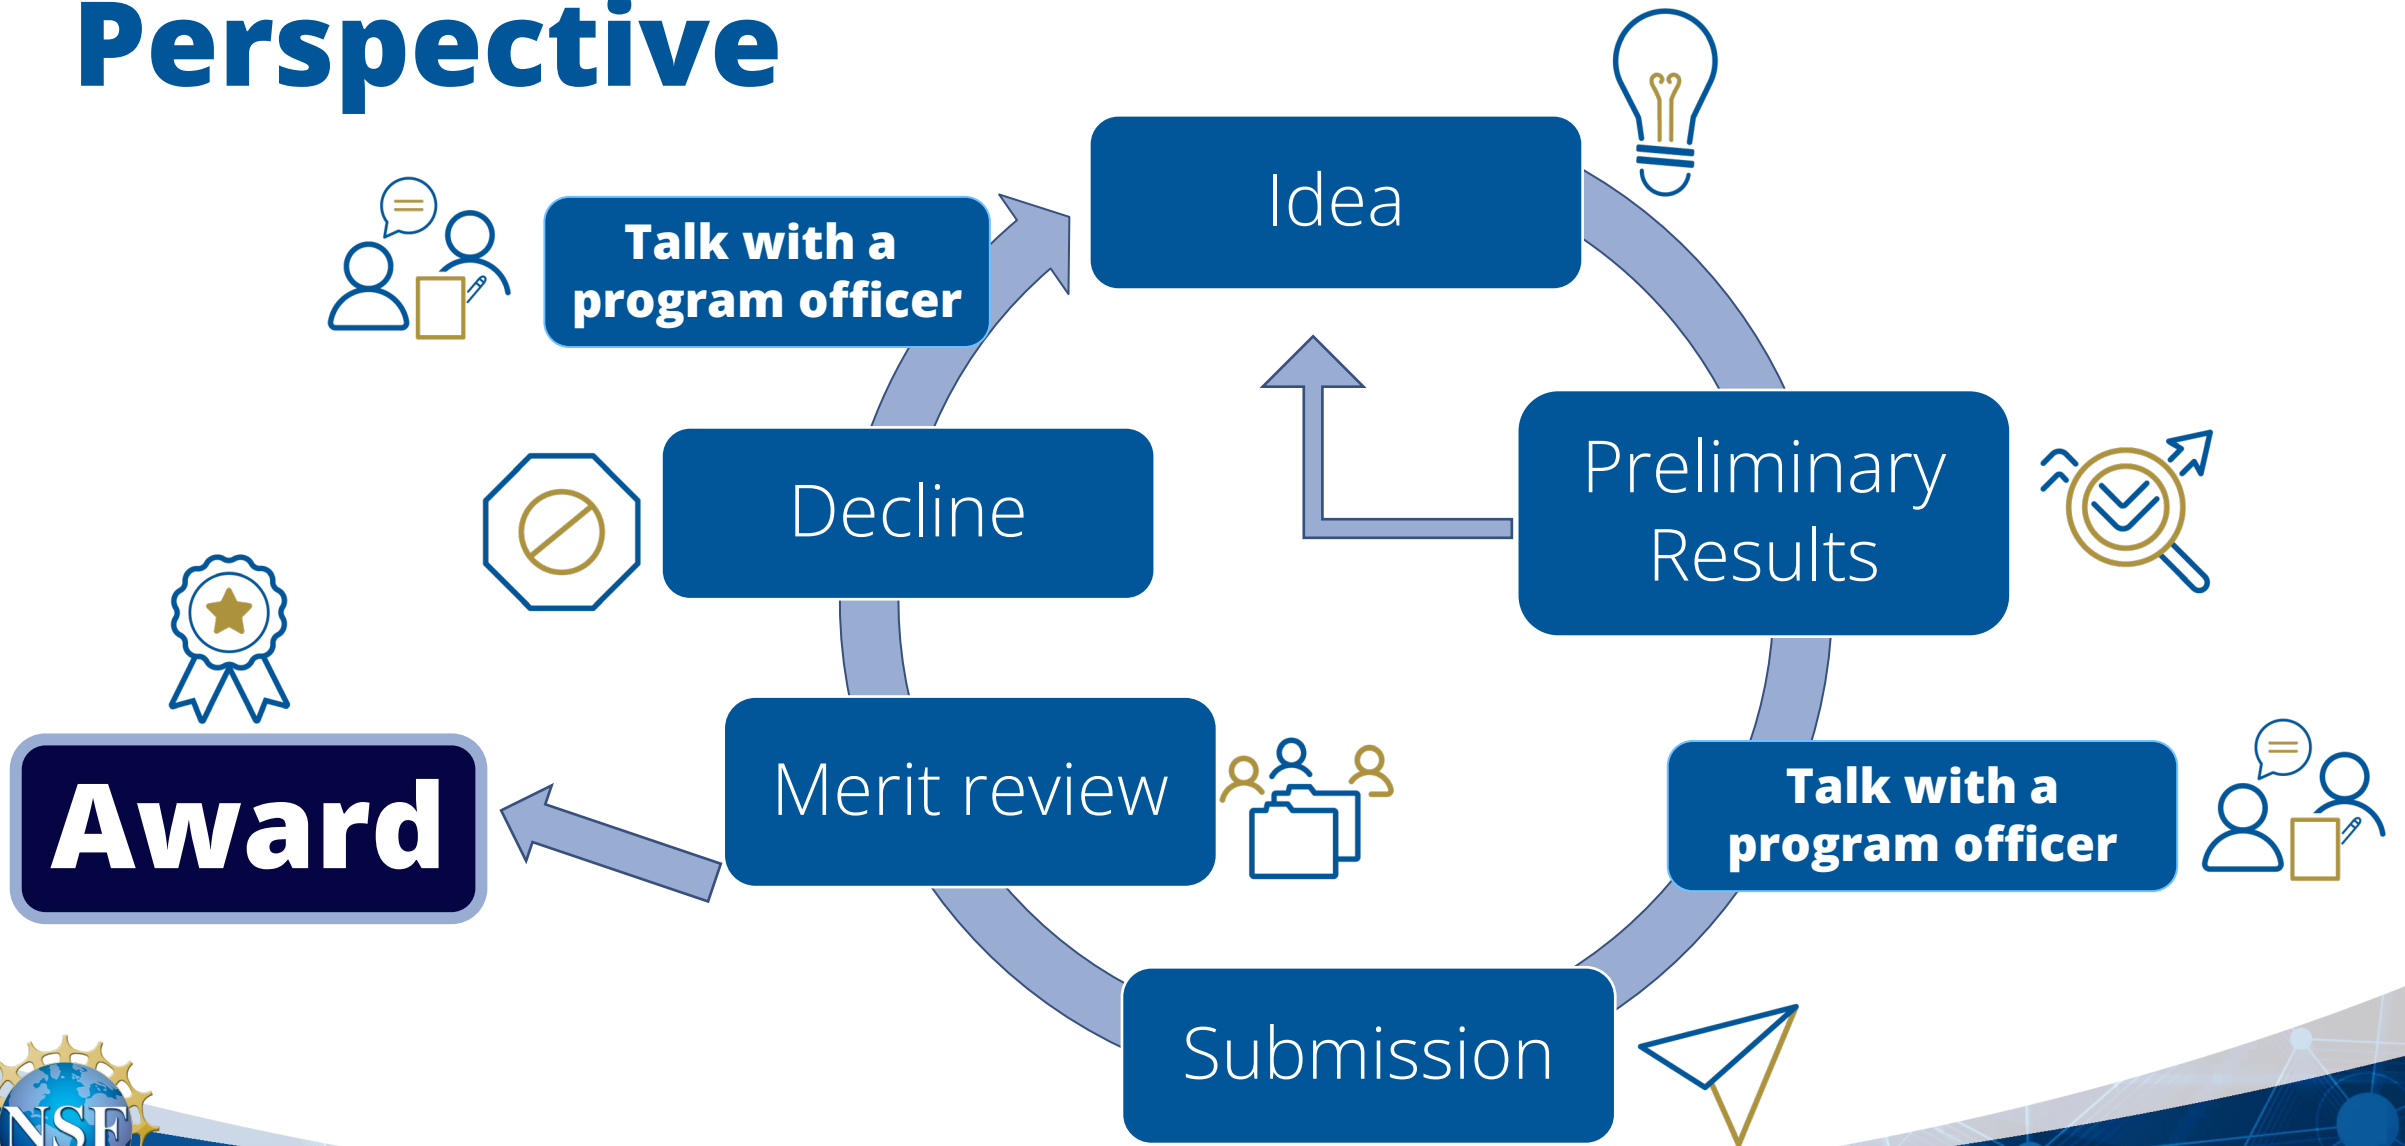 Perspective
Idea
Talk with a
program officer
Preliminary
Results
Decline
Merit review
Award
Talk with a
program officer
Submission
NSF